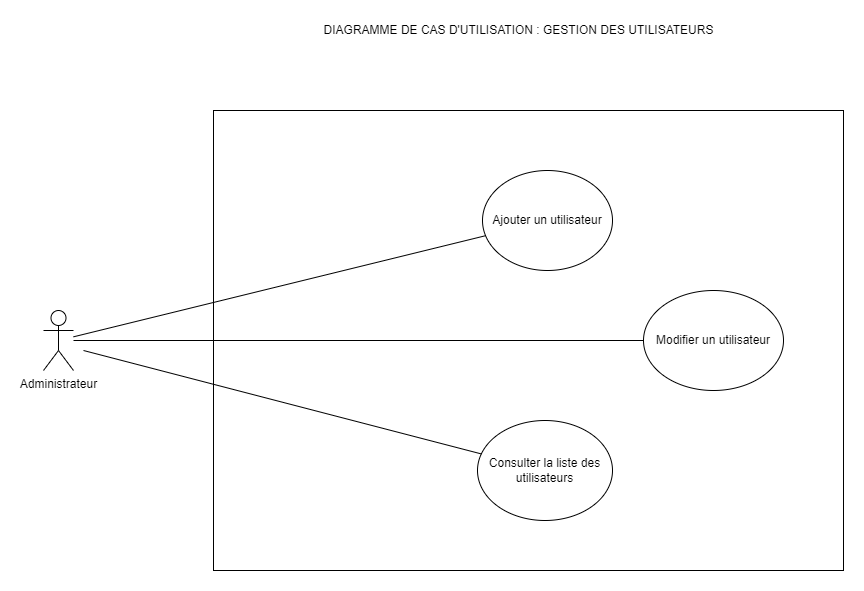 DIAGRAMME DE CAS D'UTILISATION : GESTION DES UTILISATEURS
Ajouter un utilisateur
Modifier un utilisateur
Administrateur
Consulter la liste des
utilisateurs